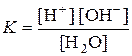 K = [H⁺][OH⁻] / [H₂O]